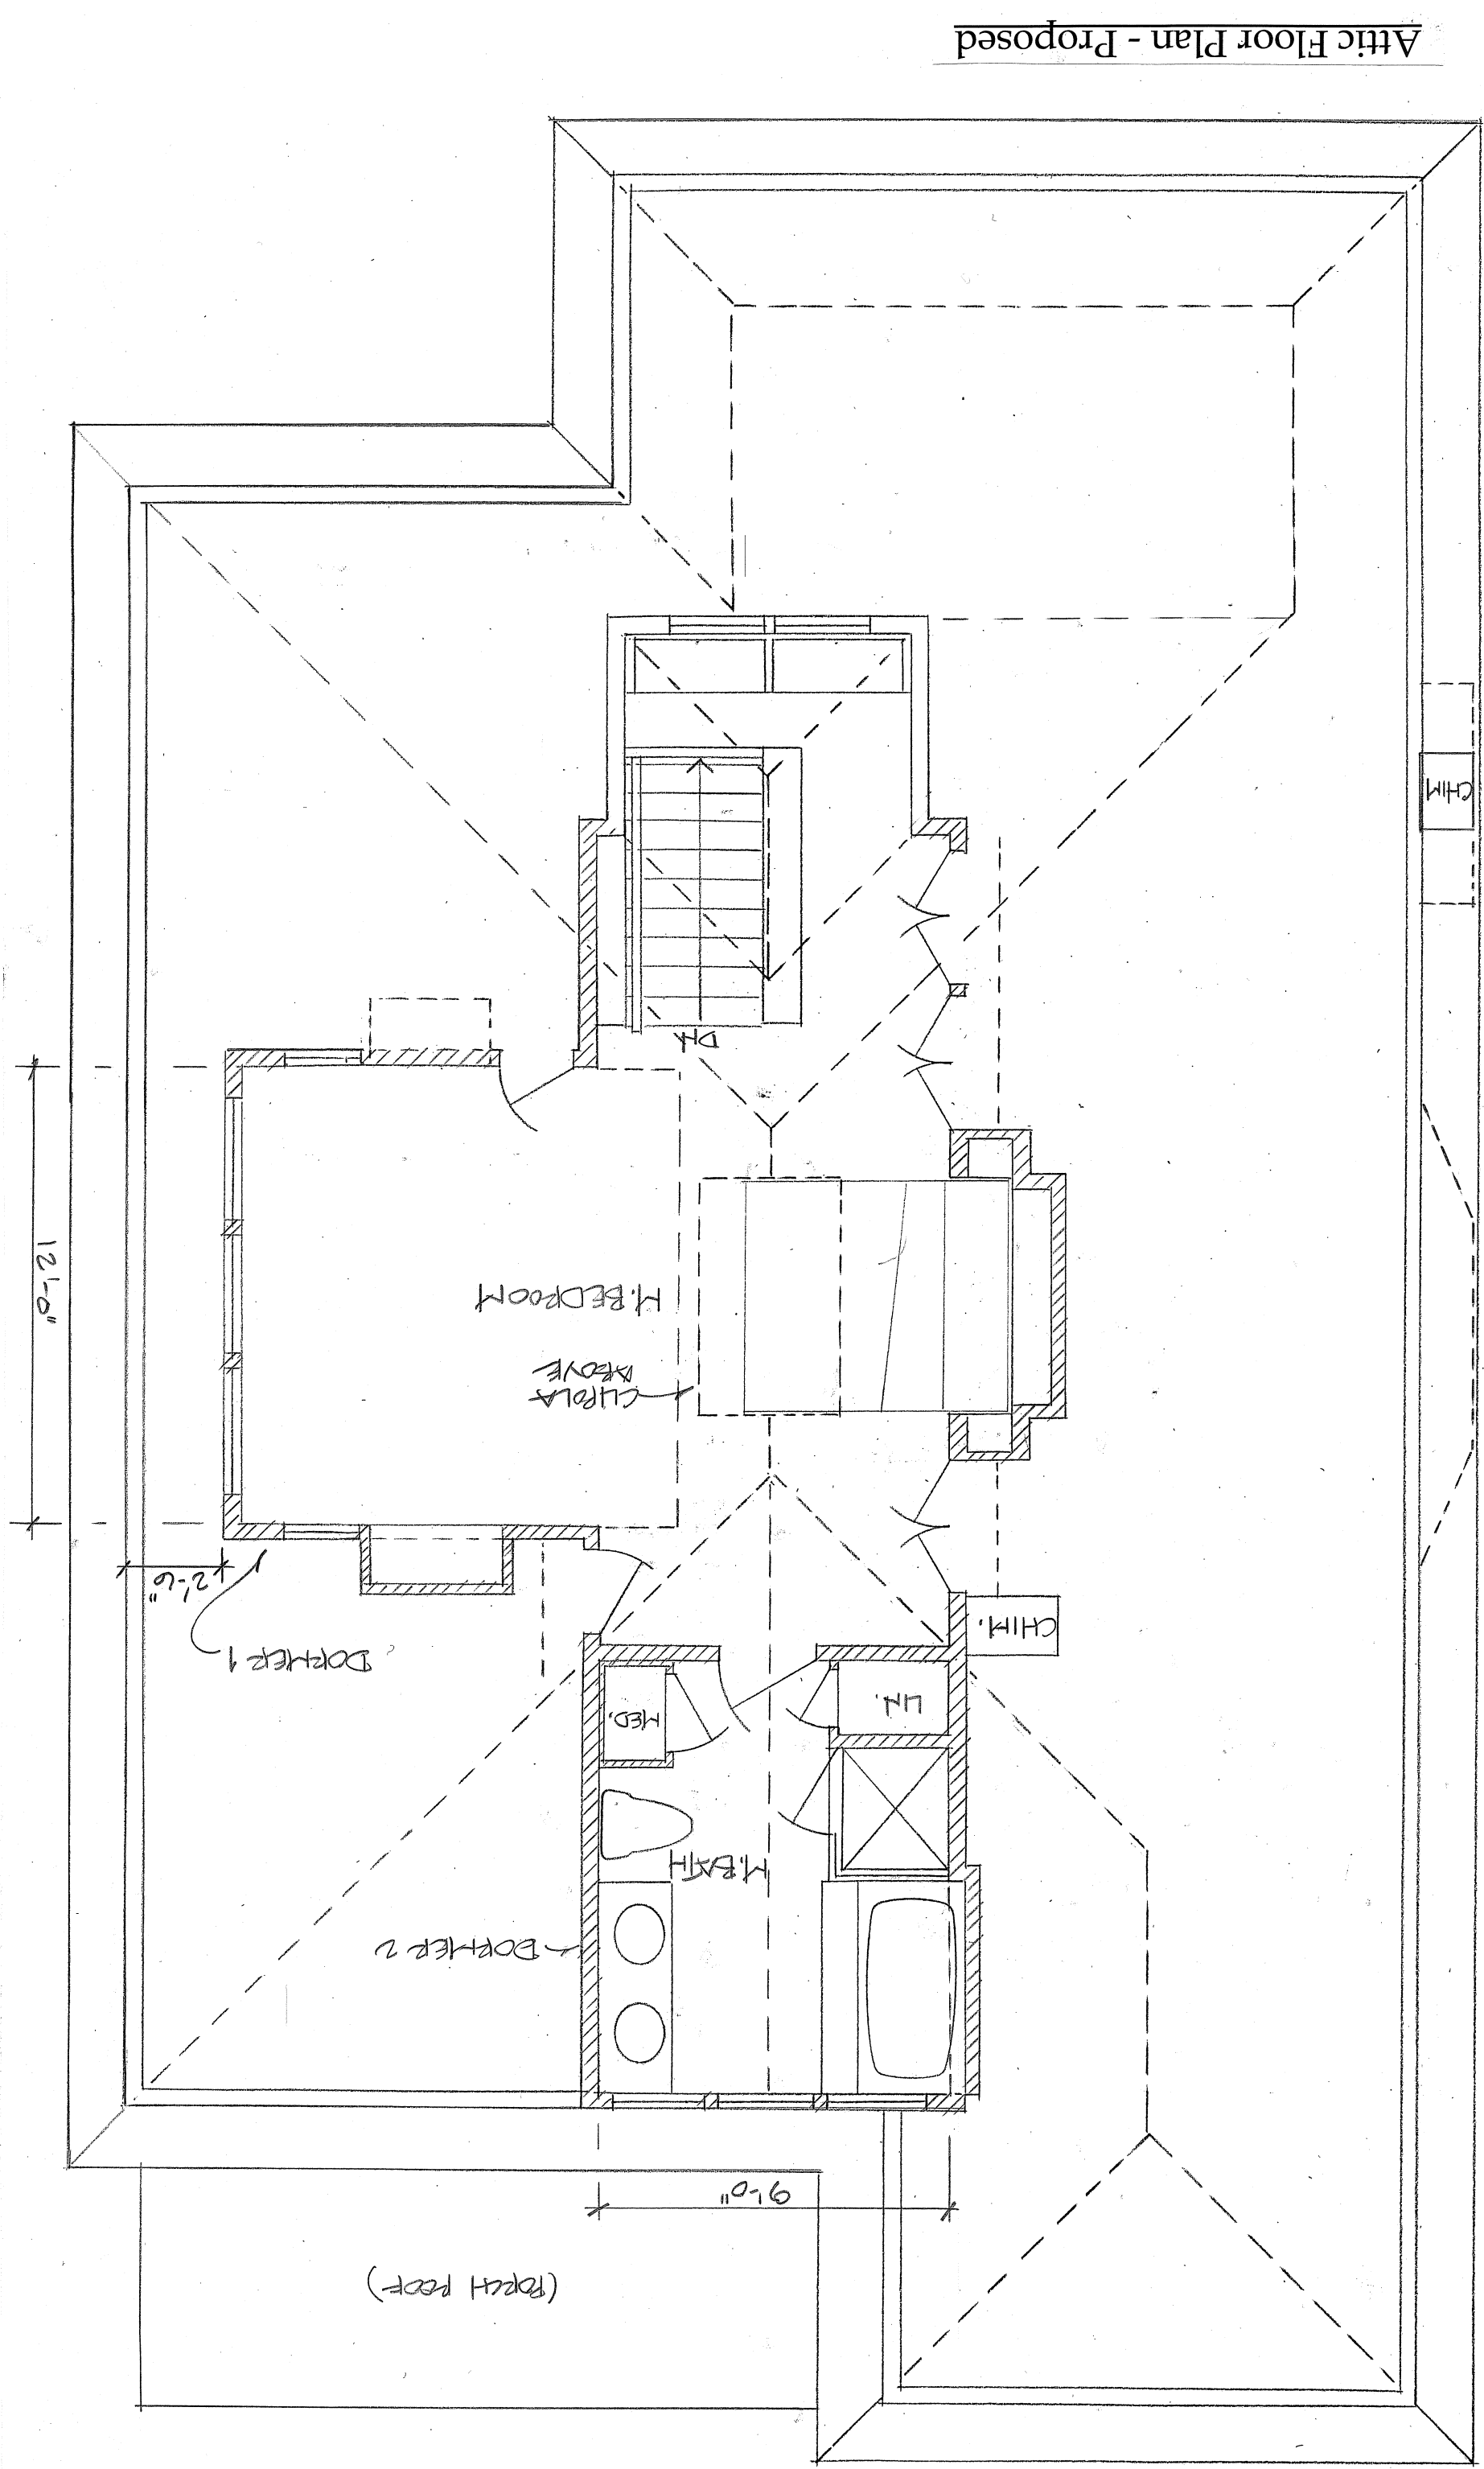 (PORCH ROOF)
9'-0"
DORMER 2
M.BATH
MED.
LIN.
DORMER 1
CHIM.
2'-6"
CUPOLA
ABOVE
M.BEDROOM
12'-0"
DN
CHIM
Attic Floor Plan - Proposed